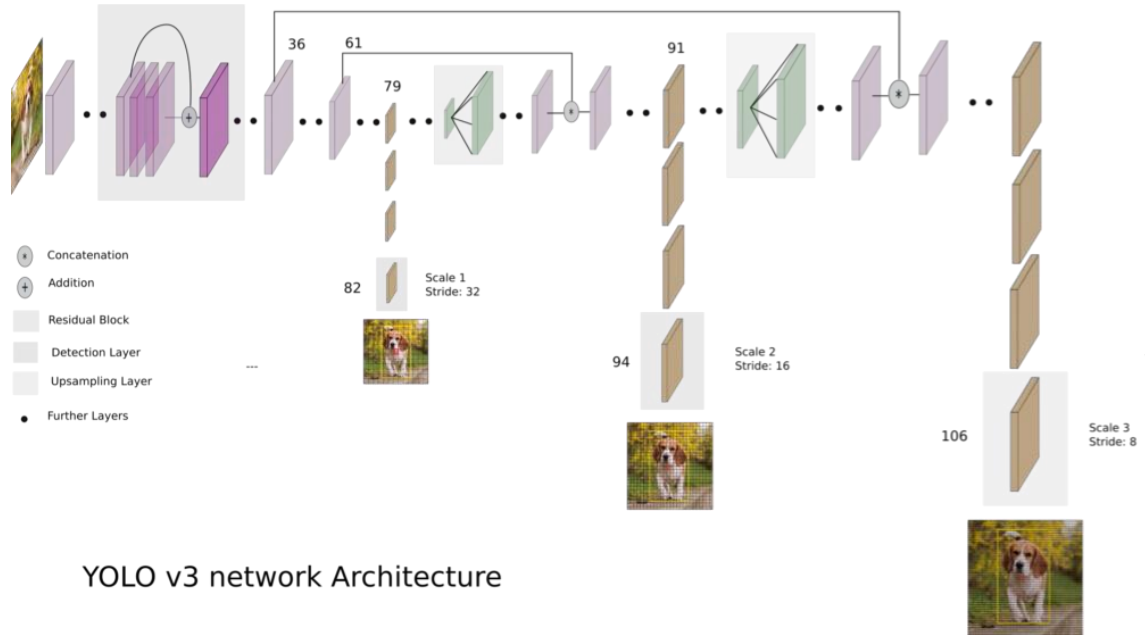 36
61
79
91
Concatenation
Addition
Residual Block
Detection Layer
Upsampling Layer
Further Layers
---
82
Scale 1
Stride: 32
94
Scale 2
Stride: 16
106
Scale 3
Stride: 8
YOLO v3 network Architecture